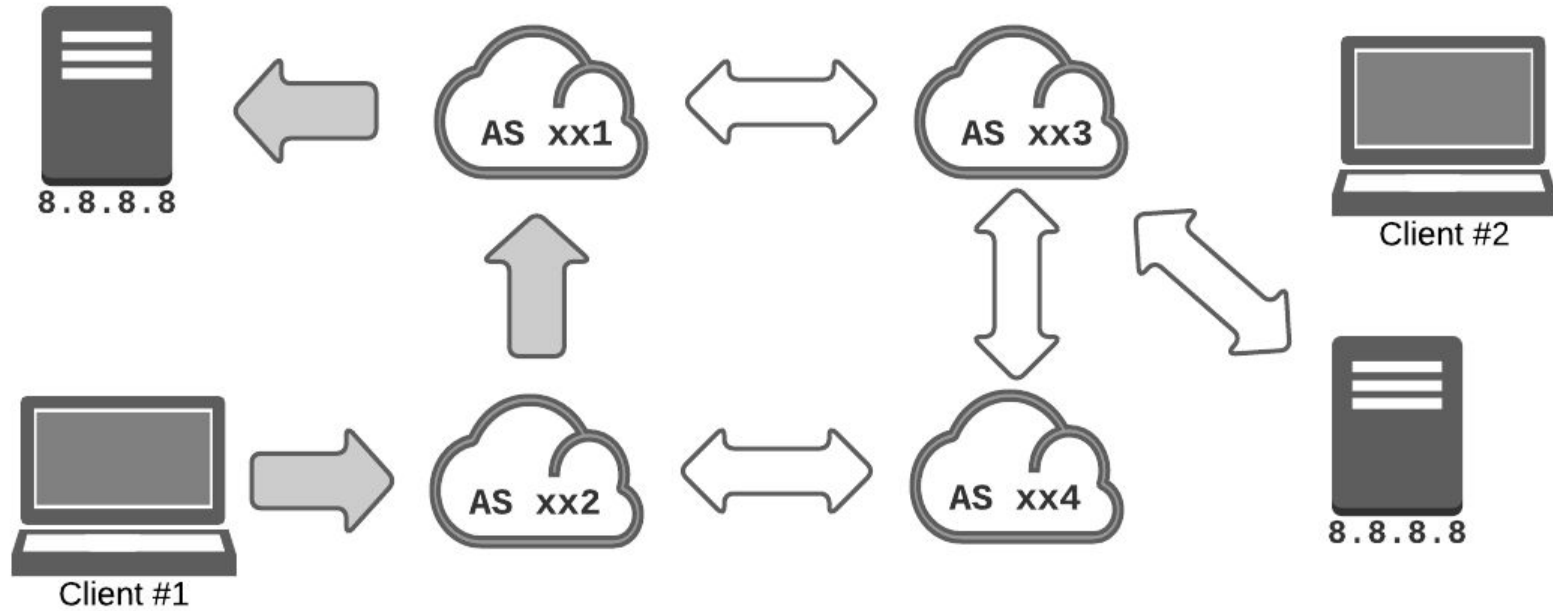 AS xx1
AS xx3
8.8.8.8
Client #2
AS xx2
AS xx4
8.8.8.8
Client #1